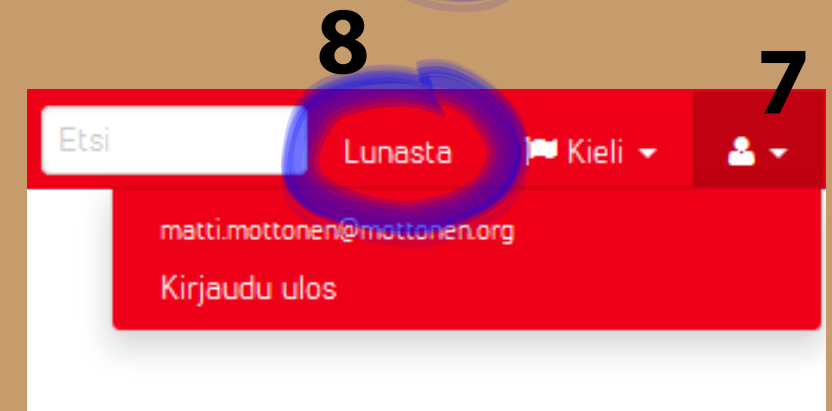 8
7
Etsi Lunasta Kieli
matti.mottonen@mottonen.org
Kirjaudu ulos